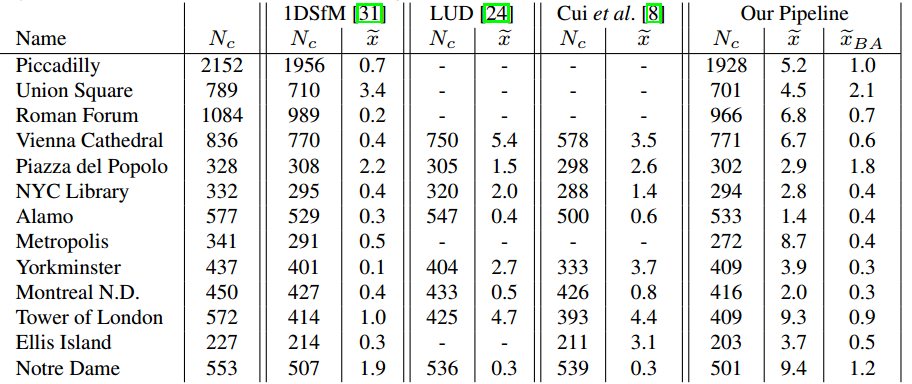 1DSfM [31] LUD [24] Cui et al. [8] Our Pipeline
Name N_c N_c x̃ N_c x̃ N_c x̃ N_c x̃ x̃_BA
Piccadilly 2152 1956 0.7 - - - - 1928 5.2 1.0
Union Square 789 710 3.4 - - - - 701 4.5 2.1
Roman Forum 1084 989 0.2 - - - - 966 6.8 0.7
Vienna Cathedral 836 770 0.4 750 5.4 578 3.5 771 6.7 0.6
Piazza del Popolo 328 308 2.2 305 1.5 298 2.6 302 2.9 1.8
NYC Library 332 295 0.4 320 2.0 288 1.4 294 2.8 0.4
Alamo 577 529 0.3 547 0.4 500 0.6 533 1.4 0.4
Metropolis 341 291 0.5 - - - - 272 8.7 0.4
Yorkminster 437 401 0.1 404 2.7 333 3.7 409 3.9 0.3
Montreal N.D. 450 427 0.4 433 0.5 426 0.8 416 2.0 0.3
Tower of London 572 414 1.0 425 4.7 393 4.4 409 9.3 0.9
Ellis Island 227 214 0.3 - - 211 3.1 203 3.7 0.5
Notre Dame 553 507 1.9 536 0.3 539 0.3 501 9.4 1.2